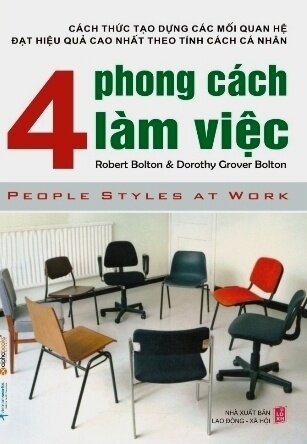 CÁCH THỨC TẠO DỰNG CÁC MỐI QUAN HỆ
ĐẠT HIỆU QUẢ CAO NHẤT THEO TÍNH CÁCH CÁ NHÂN
4 phong cách
làm việc
Robert Bolton & Dorothy Grover Bolton
PEOPLE STYLES AT WORK
alphabooks
NHÀ XUẤT BẢN
LAO ĐỘNG - XÃ HỘI